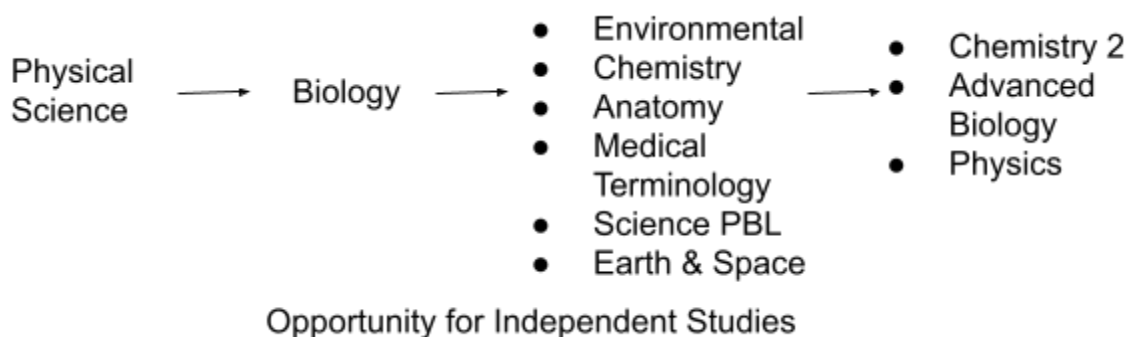 Physical
Science
Biology
● Environmental
● Chemistry
● Anatomy
● Medical
Terminology
● Science PBL
● Earth & Space
● Chemistry 2
● Advanced
Biology
● Physics
Opportunity for Independent Studies